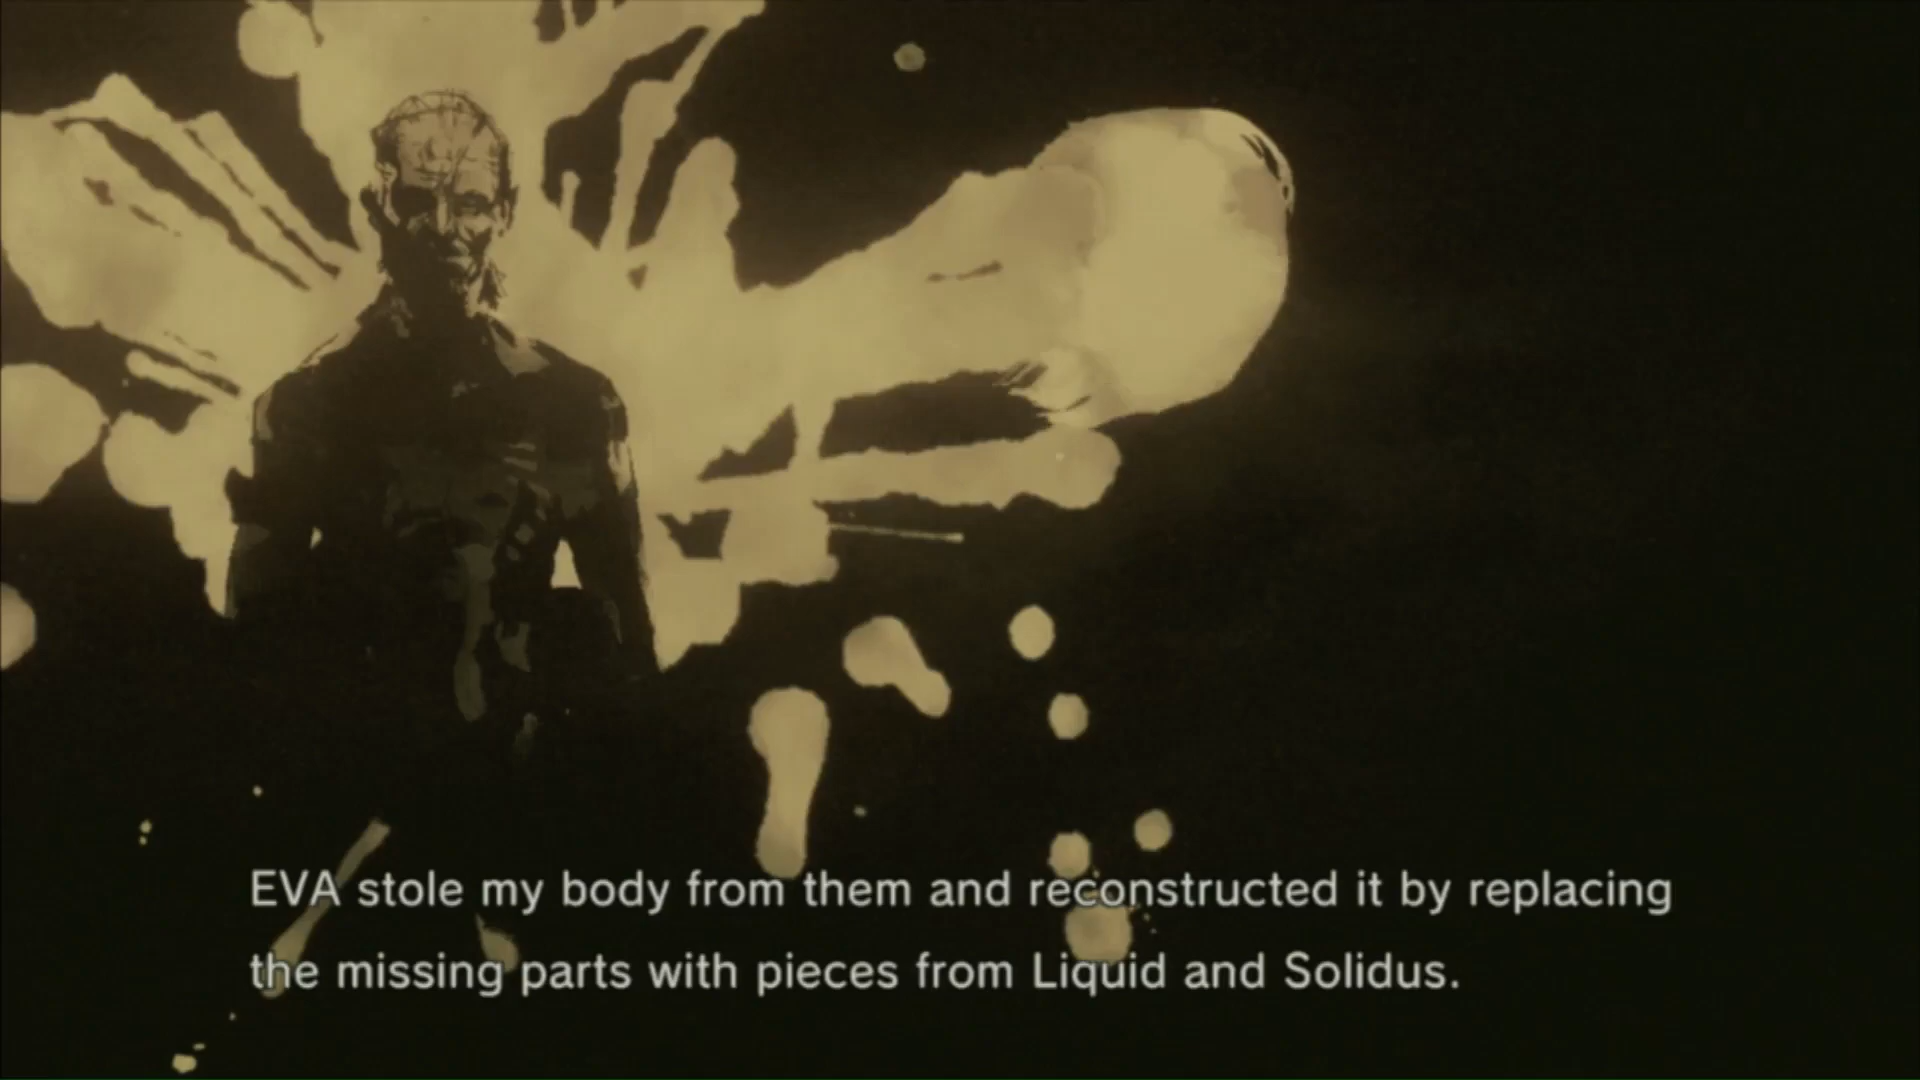 EVA stole my body from them and reconstructed it by replacing
the missing parts with pieces from Liquid and Solidus.